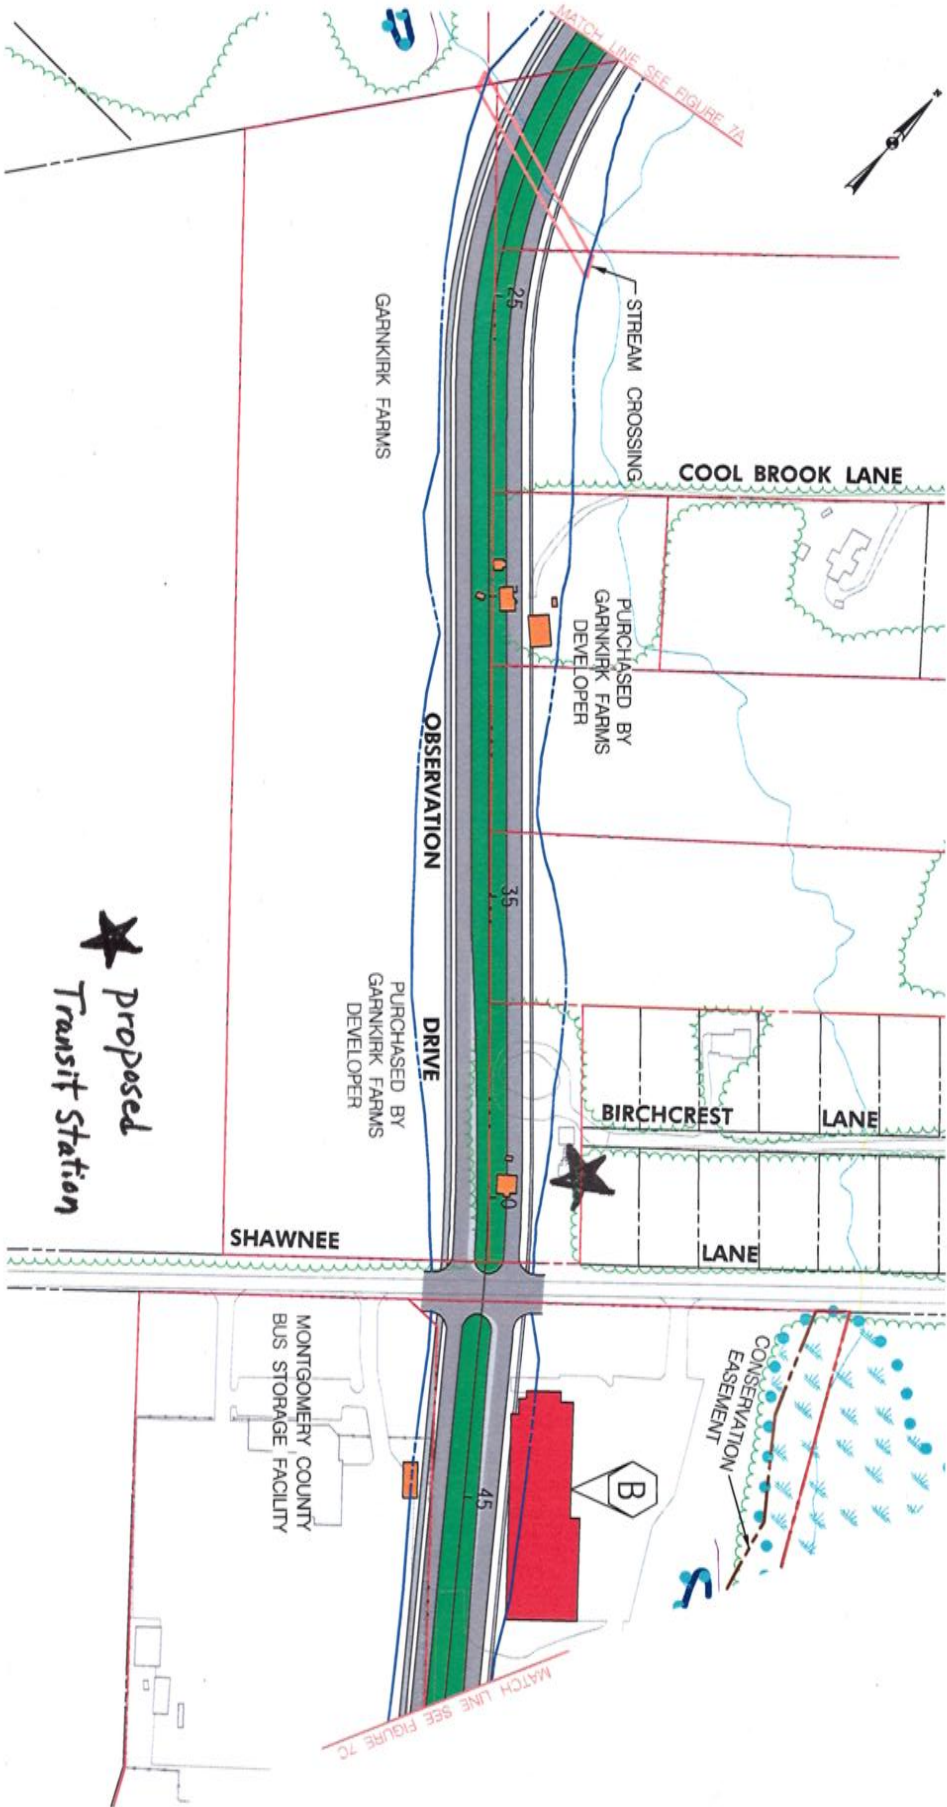 MATCH LINE SEE FIGURE 7A
25
STREAM CROSSING
GARNKIRK FARMS
COOL BROOK LANE
PURCHASED BY
GARNKIRK FARMS
DEVELOPER
OBSERVATION DRIVE
35
PURCHASED BY
GARNKIRK FARMS
DEVELOPER
proposed
Transit Station
BIRCHCREST LANE
SHAWNEE LANE
MONTGOMERY COUNTY
BUS STORAGE FACILITY
CONSERVATION
EASEMENT
B
45
MATCH LINE SEE FIGURE 7C